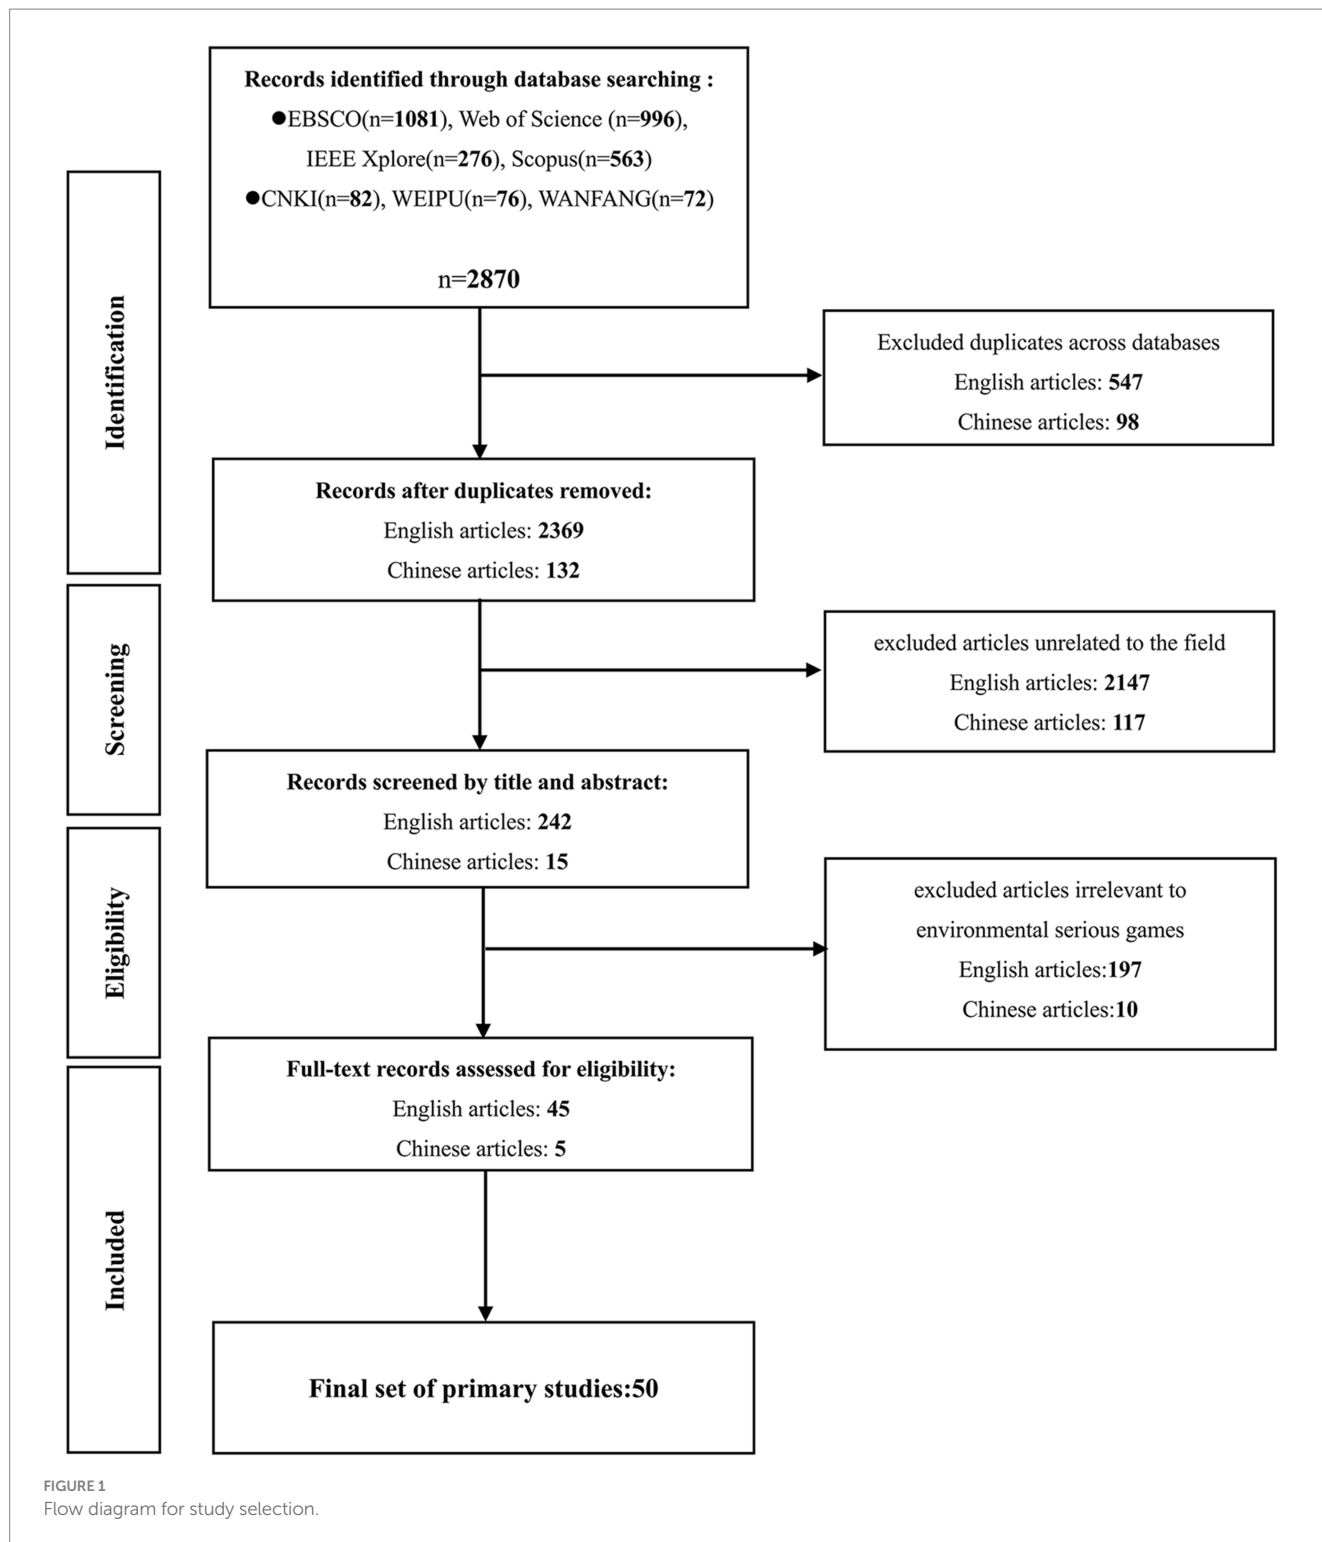 Records identified through database searching :
●EBSCO(n=1081), Web of Science (n=996),
IEEE Xplore(n=276), Scopus(n=563)
●CNKI(n=82), WEIPU(n=76), WANFANG(n=72)
n=2870
Identification
Excluded duplicates across databases
English articles: 547
Chinese articles: 98
Records after duplicates removed:
English articles: 2369
Chinese articles: 132
Screening
excluded articles unrelated to the field
English articles: 2147
Chinese articles: 117
Records screened by title and abstract:
English articles: 242
Chinese articles: 15
Eligibility
excluded articles irrelevant to
environmental serious games
English articles:197
Chinese articles:10
Full-text records assessed for eligibility:
English articles: 45
Chinese articles: 5
Included
Final set of primary studies:50
FIGURE 1
Flow diagram for study selection.